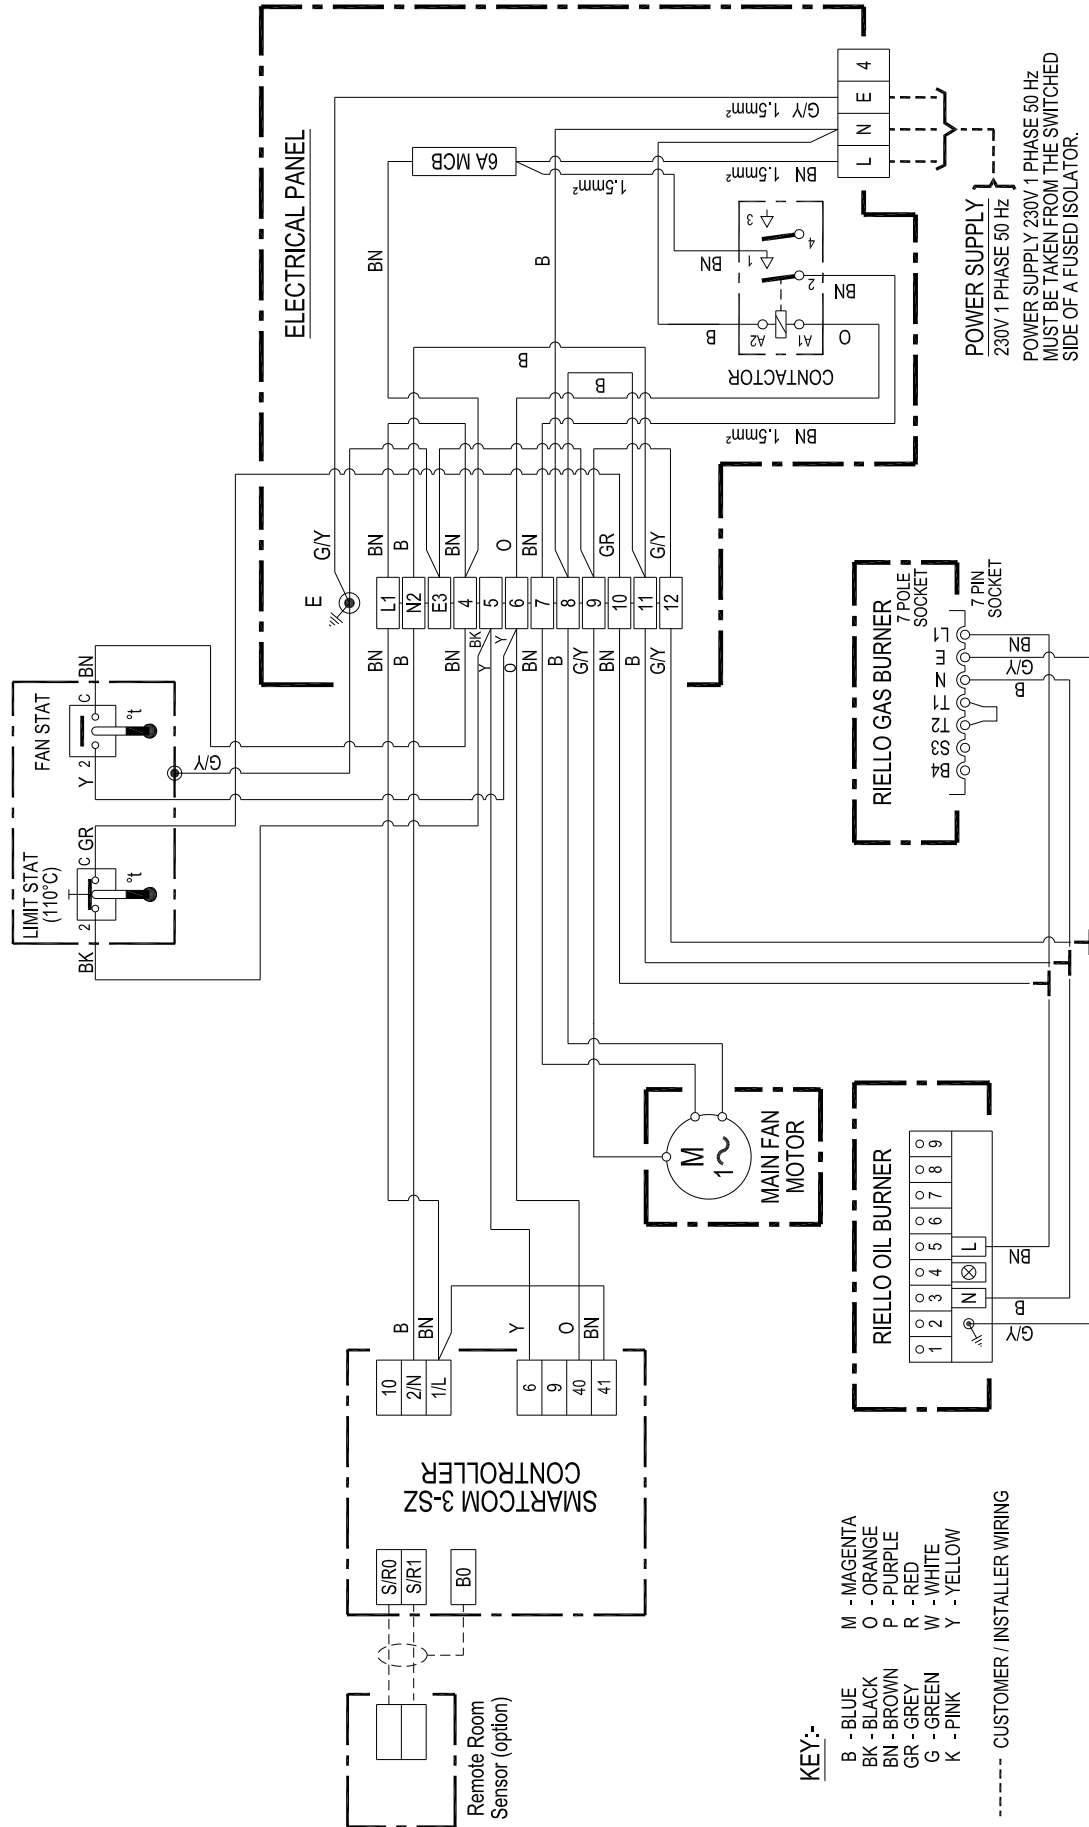 ELECTRICAL PANEL
6A MCB
4
E
N
L
G/Y 1.5mm²
BN 1.5mm²
1.5mm²
BN
B
B
B
B
BN
BN
O
BN 1.5mm²
CONTACTOR
A2
A1
1
2
3
4
POWER SUPPLY
230V 1 PHASE 50 Hz
POWER SUPPLY 230V 1 PHASE 50 Hz
MUST BE TAKEN FROM THE SWITCHED
SIDE OF A FUSED ISOLATOR.
E
G/Y
BN
B
BN
O
BN
GR
G/Y
L1
N2
E3
4
5
6
7
8
9
10
11
12
BN
B
BN
BK
Y
Y
O
BN
B
G/Y
BN
B
G/Y
FAN STAT
C
BN
2
Y
°t
G/Y
LIMIT STAT
(110°C)
C
GR
2
BK
°t
RIELLO GAS BURNER
7 POLE
SOCKET
7 PIN
SOCKET
L1
E
N
T1
T2
S3
B4
BN
G/Y
B
MAIN FAN
MOTOR
M
1~
RIELLO OIL BURNER
1
2
3
4
5
6
7
8
9
N
L
BN
B
G/Y
SMARTCOM 3-SZ
CONTROLLER
10
2/N
1/L
B
BN
6
9
40
41
Y
O
BN
S/R0
S/R1
B0
Remote Room
Sensor (option)
KEY:-
B - BLUE
BK - BLACK
BN - BROWN
GR - GREY
G - GREEN
K - PINK
M - MAGENTA
O - ORANGE
P - PURPLE
R - RED
W - WHITE
Y - YELLOW
CUSTOMER / INSTALLER WIRING